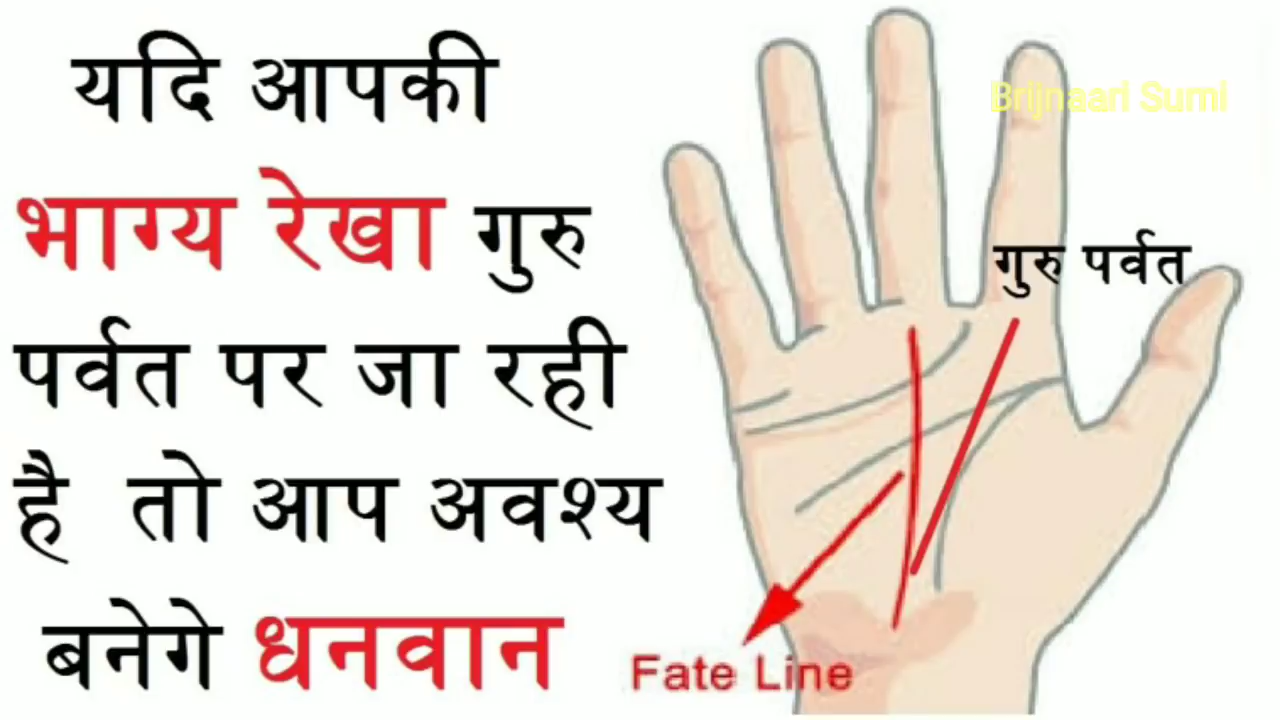 यदि आपकी
भाग्य रेखा गुरु
पर्वत पर जा रही
है तो आप अवश्य
बनेगे धनवान
Brijnaari Sumi
गुरु पर्वत
Fate Line